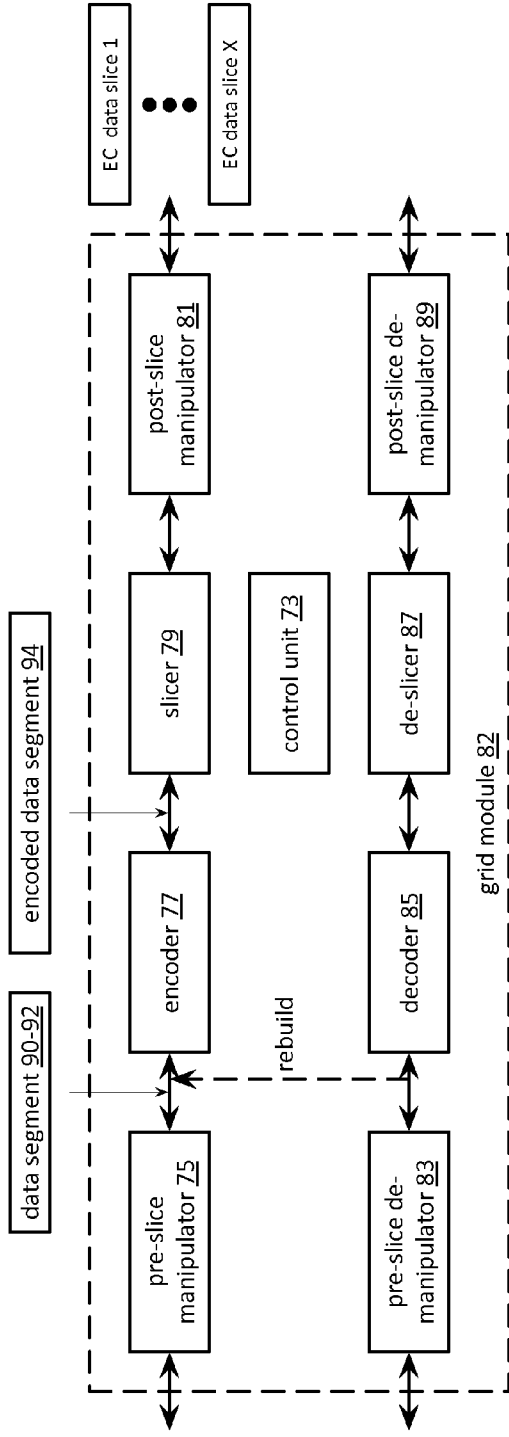 data segment 90-92
encoded data segment 94
EC data slice 1
EC data slice X
pre-slice
manipulator 75
encoder 77
slicer 79
post-slice
manipulator 81
rebuild
control unit 73
pre-slice de-
manipulator 83
decoder 85
de-slicer 87
post-slice de-
manipulator 89
grid module 82